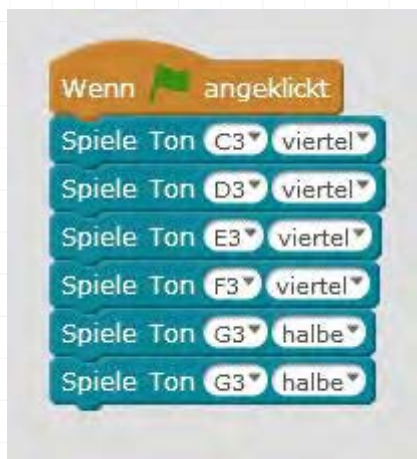 Wenn angeklickt
Spiele Ton C3 viertel
Spiele Ton D3 viertel
Spiele Ton E3 viertel
Spiele Ton F3 viertel
Spiele Ton G3 halbe
Spiele Ton G3 halbe